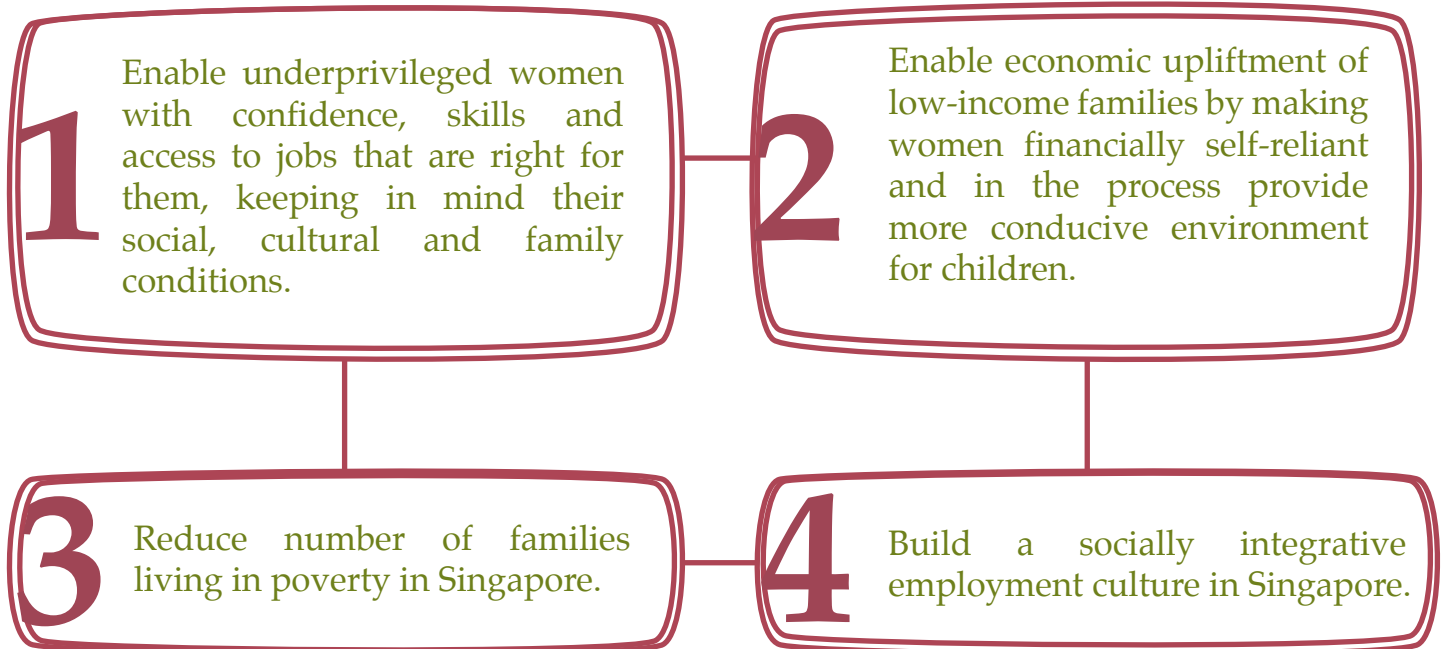 1
Enable underprivileged women
with confidence, skills and
access to jobs that are right for
them, keeping in mind their
social, cultural and family
conditions.
2
Enable economic upliftment of
low-income families by making
women financially self-reliant
and in the process provide
more conducive environment
for children.
3
Reduce number of families
living in poverty in Singapore.
4
Build a socially integrative
employment culture in Singapore.